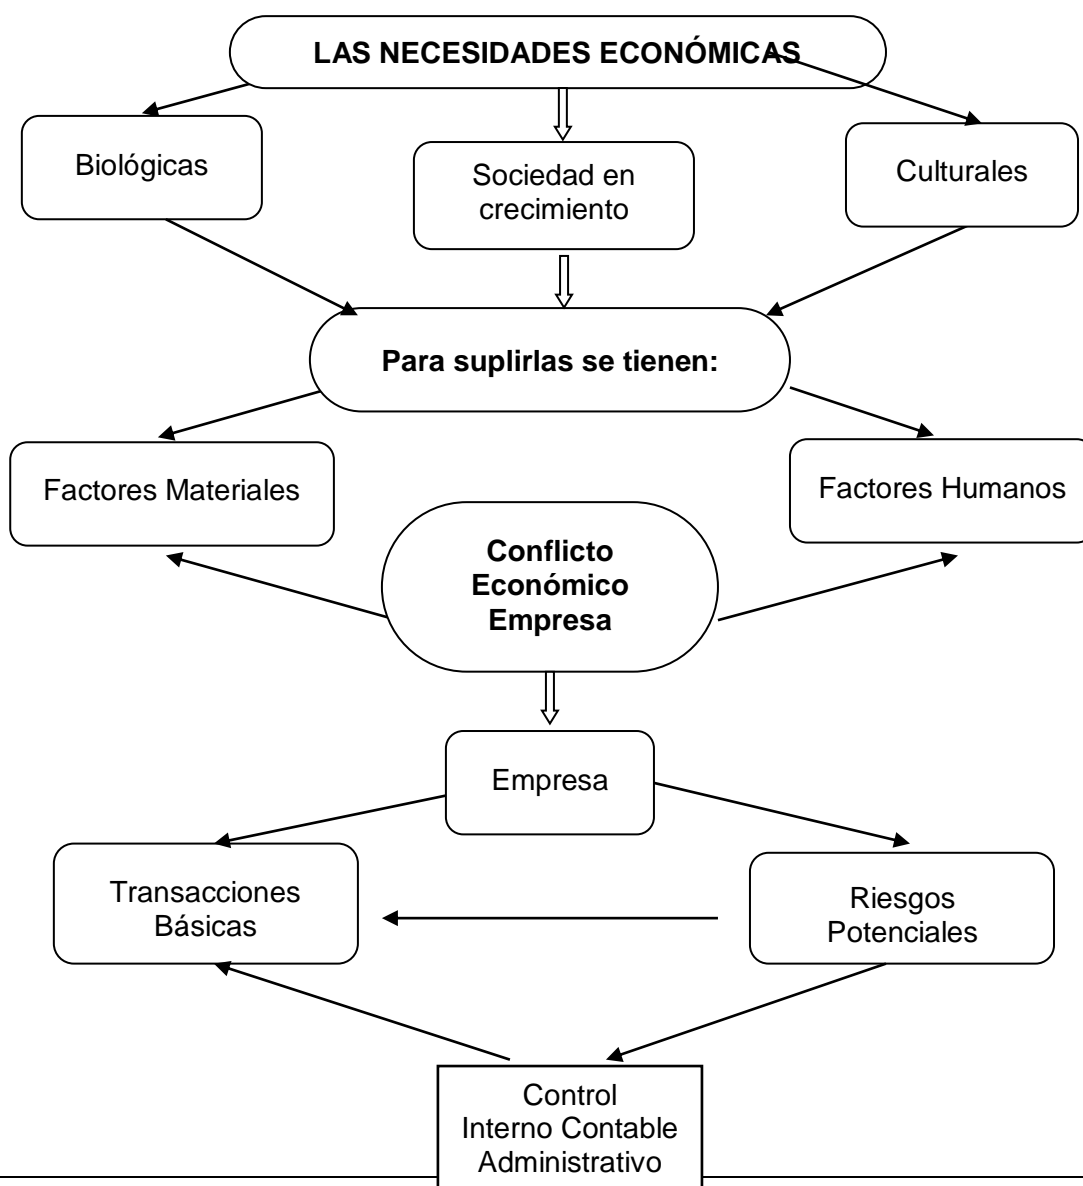 LAS NECESIDADES ECONÓMICAS
Biológicas
Sociedad en
crecimiento
Culturales
Para suplirlas se tienen:
Factores Materiales
Factores Humanos
Conflicto
Económico
Empresa
Empresa
Transacciones
Básicas
Riesgos
Potenciales
Control
Interno Contable
Administrativo